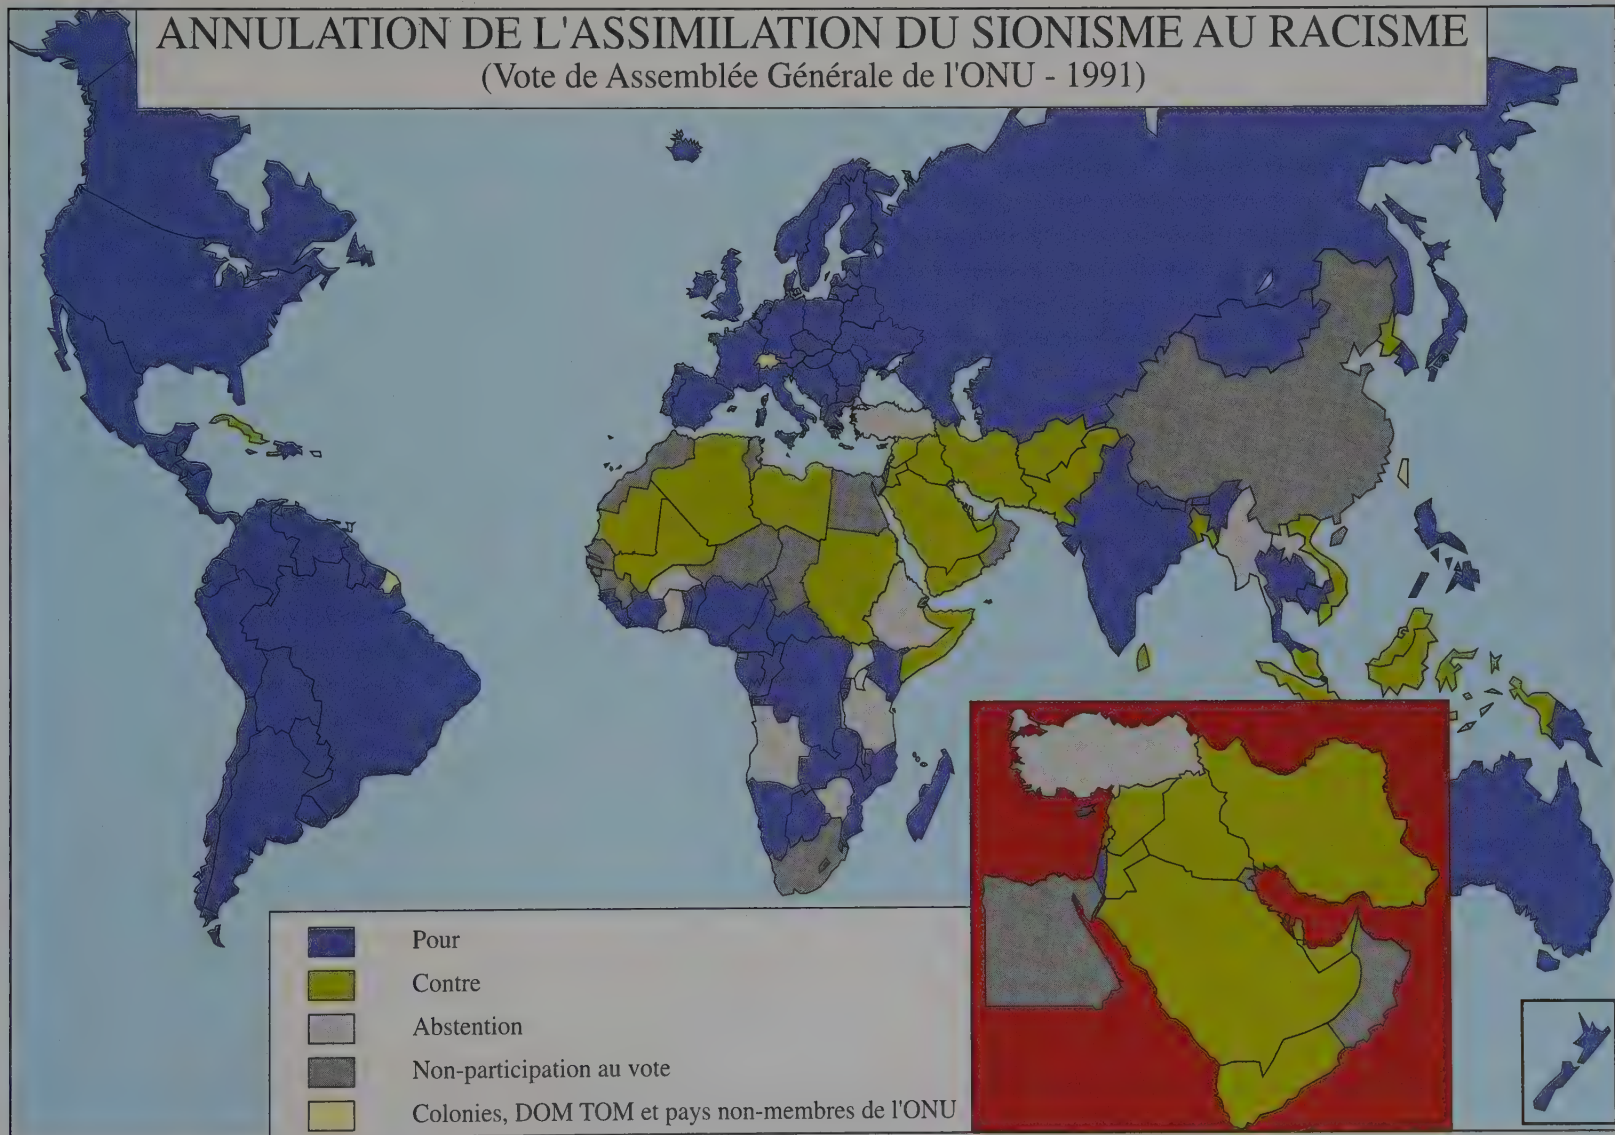 ANNULATION DE L'ASSIMILATION DU SIONISME AU RACISME
(Vote de Assemblée Générale de l'ONU - 1991)
Pour
Contre
Abstention
Non-participation au vote
Colonies, DOM TOM et pays non-membres de l'ONU